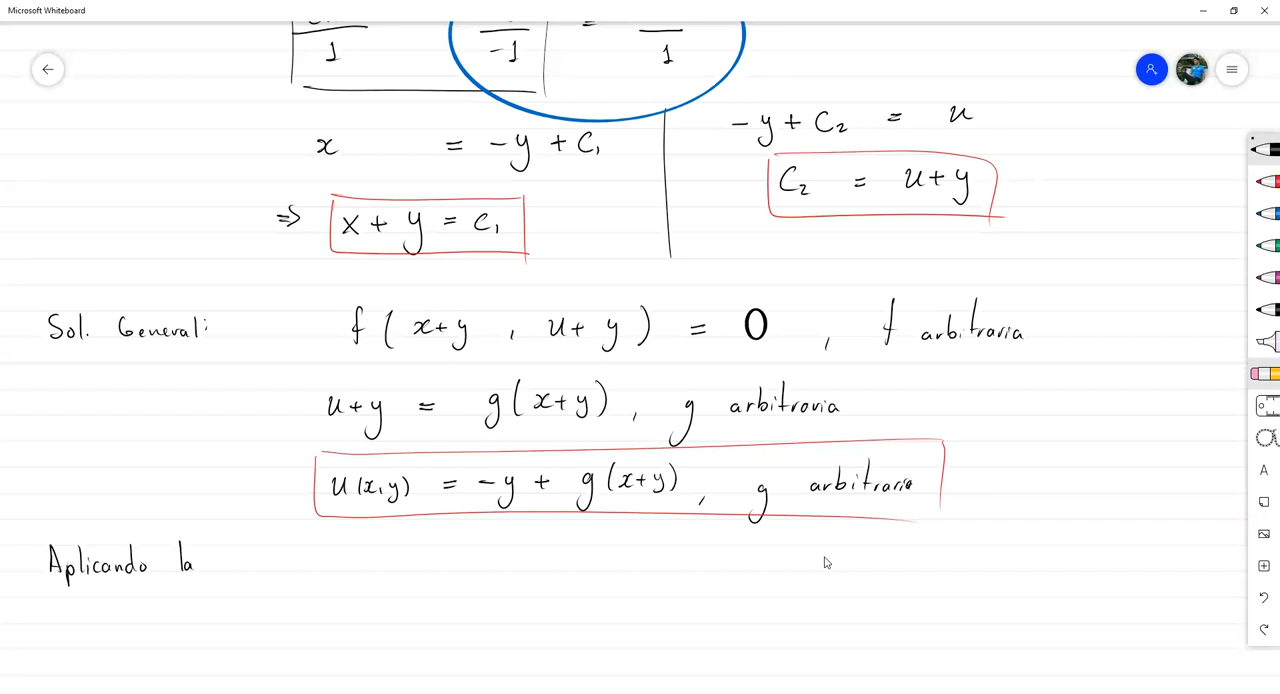 Microsoft Whiteboard
1 -1 = 1
x = -y + C₁
-y + C₂ = u
C₂ = u + y
⇒ x + y = c₁
Sol. General: f ( x+y , u + y ) = 0 , f arbitraria
u+y = g(x+y) , g arbitraria
u(x,y) = -y + g(x+y) , g arbitraria
Aplicando la
A